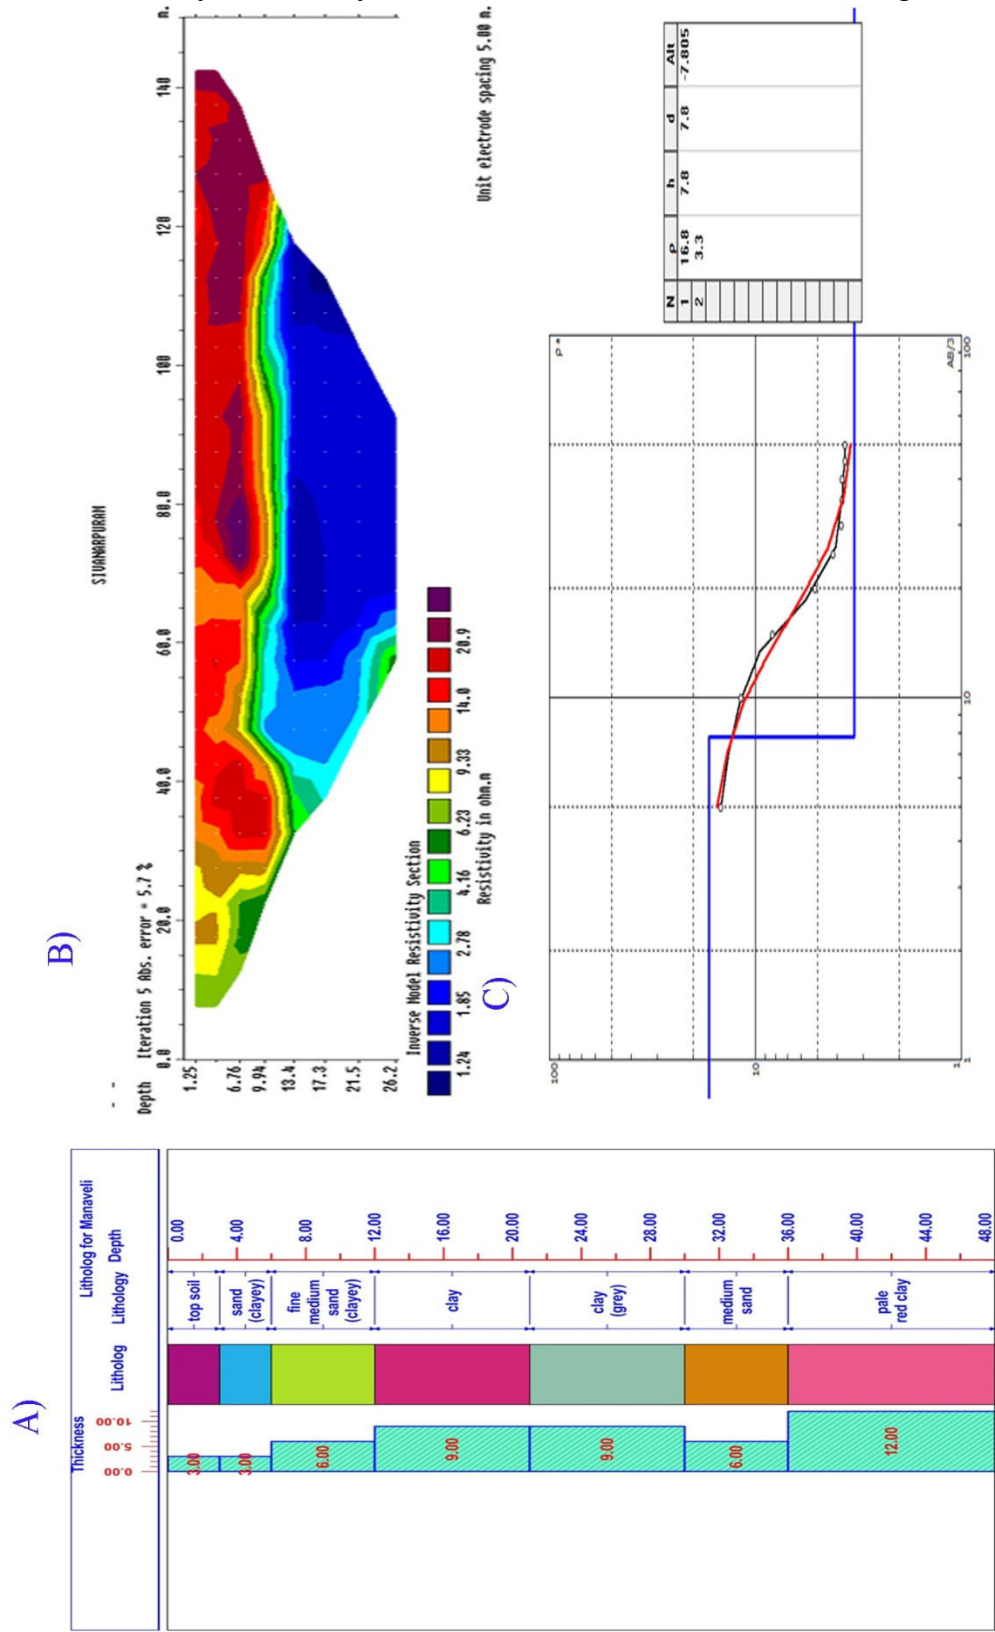 A)
Litholog for Manaveli
Thickness
Litholog
Lithology
Depth
0.00
5.00
10.00
3.00
3.00
6.00
9.00
9.00
6.00
12.00
top soil
sand
(clayey)
fine
medium
sand
(clayey)
clay
clay
(grey)
medium
sand
pale
red clay
0.00
4.00
8.00
12.00
16.00
20.00
24.00
28.00
32.00
36.00
40.00
44.00
48.00
B)
SIVANARPURAM
Depth Iteration 5 Abs. error = 5.7 %
0.0 20.0 40.0 60.0 80.0 100 120 140 m.
1.25
6.76
9.94
13.4
17.3
21.5
26.2
Inverse Model Resistivity Section
1.24 1.85 2.78 4.16 6.23 9.33 14.0 20.9
Resistivity in ohm.m
Unit electrode spacing 5.00 m.
C)
100
10
1
ρa
1 10 100
AB/3
N ρ h d Alt
1 16.8 7.8 7.8 -7.805
2 3.3